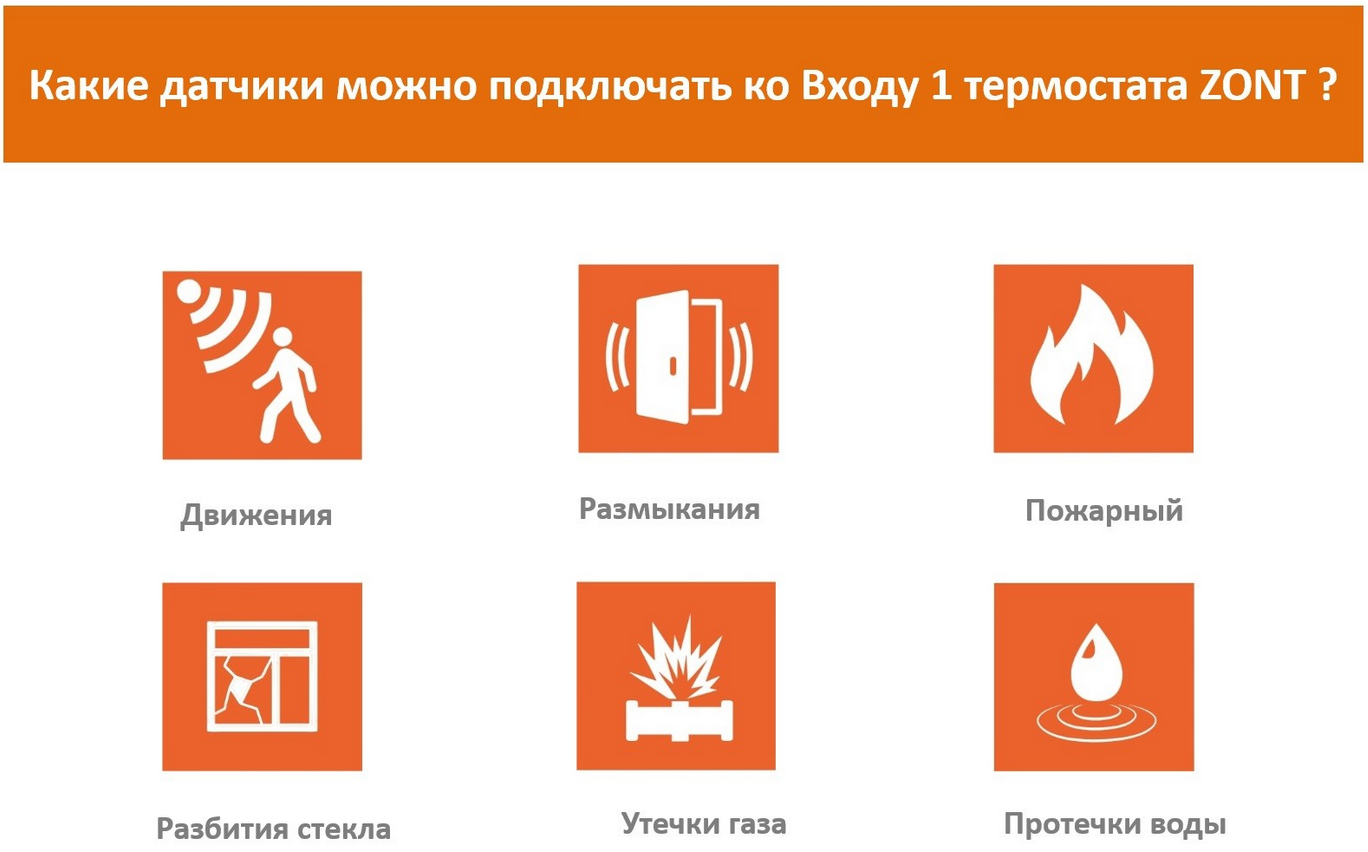 Какие датчики можно подключать ко Входу 1 термостата ZONT ?
Движения
Размыкания
Пожарный
Разбития стекла
Утечки газа
Протечки воды